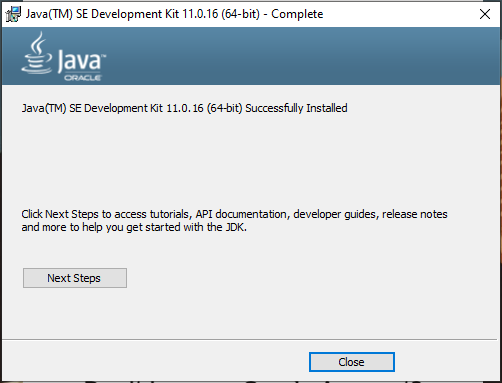 Java(TM) SE Development Kit 11.0.16 (64-bit) - Complete
Java™
ORACLE
Java(TM) SE Development Kit 11.0.16 (64-bit) Successfully Installed
Click Next Steps to access tutorials, API documentation, developer guides, release notes
and more to help you get started with the JDK.
Next Steps
Close